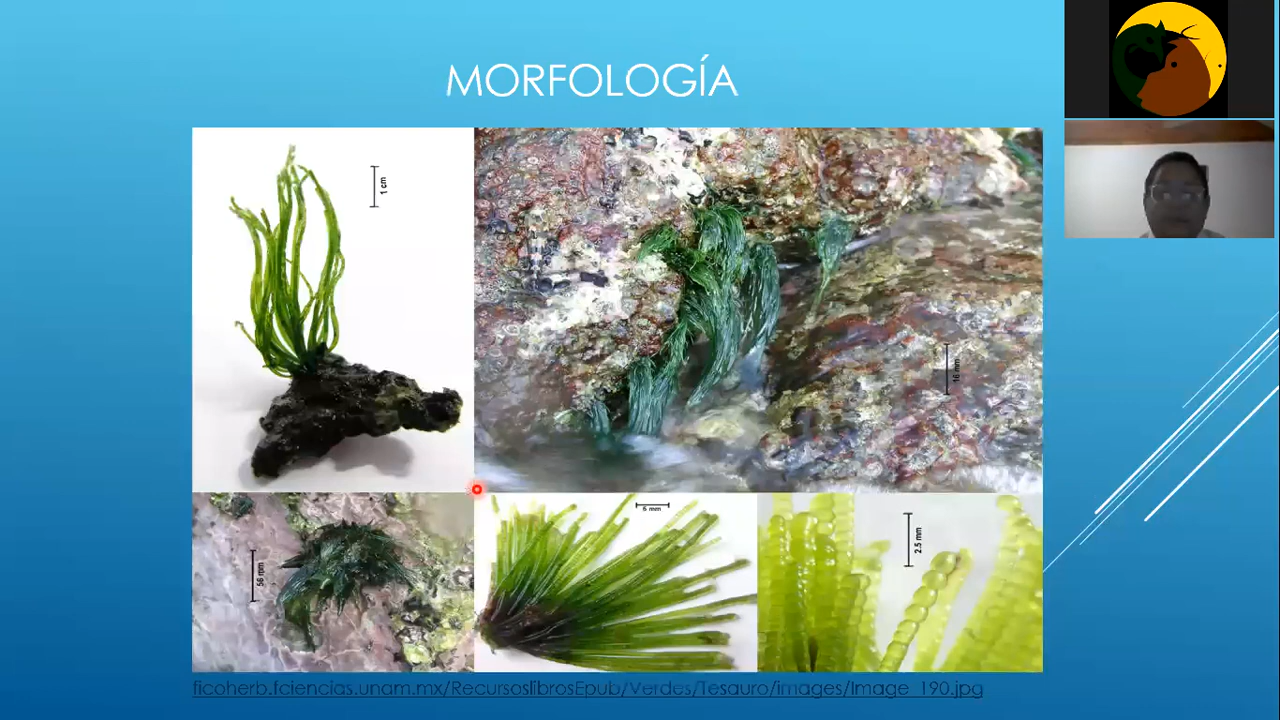 MORFOLOGÍA
1 cm
16 mm
56 mm
5 mm
2.5 mm
ficoherb.fciencias.unam.mx/RecursoslibrosEpub/Verdes/Tesauro/images/Image_190.jpg